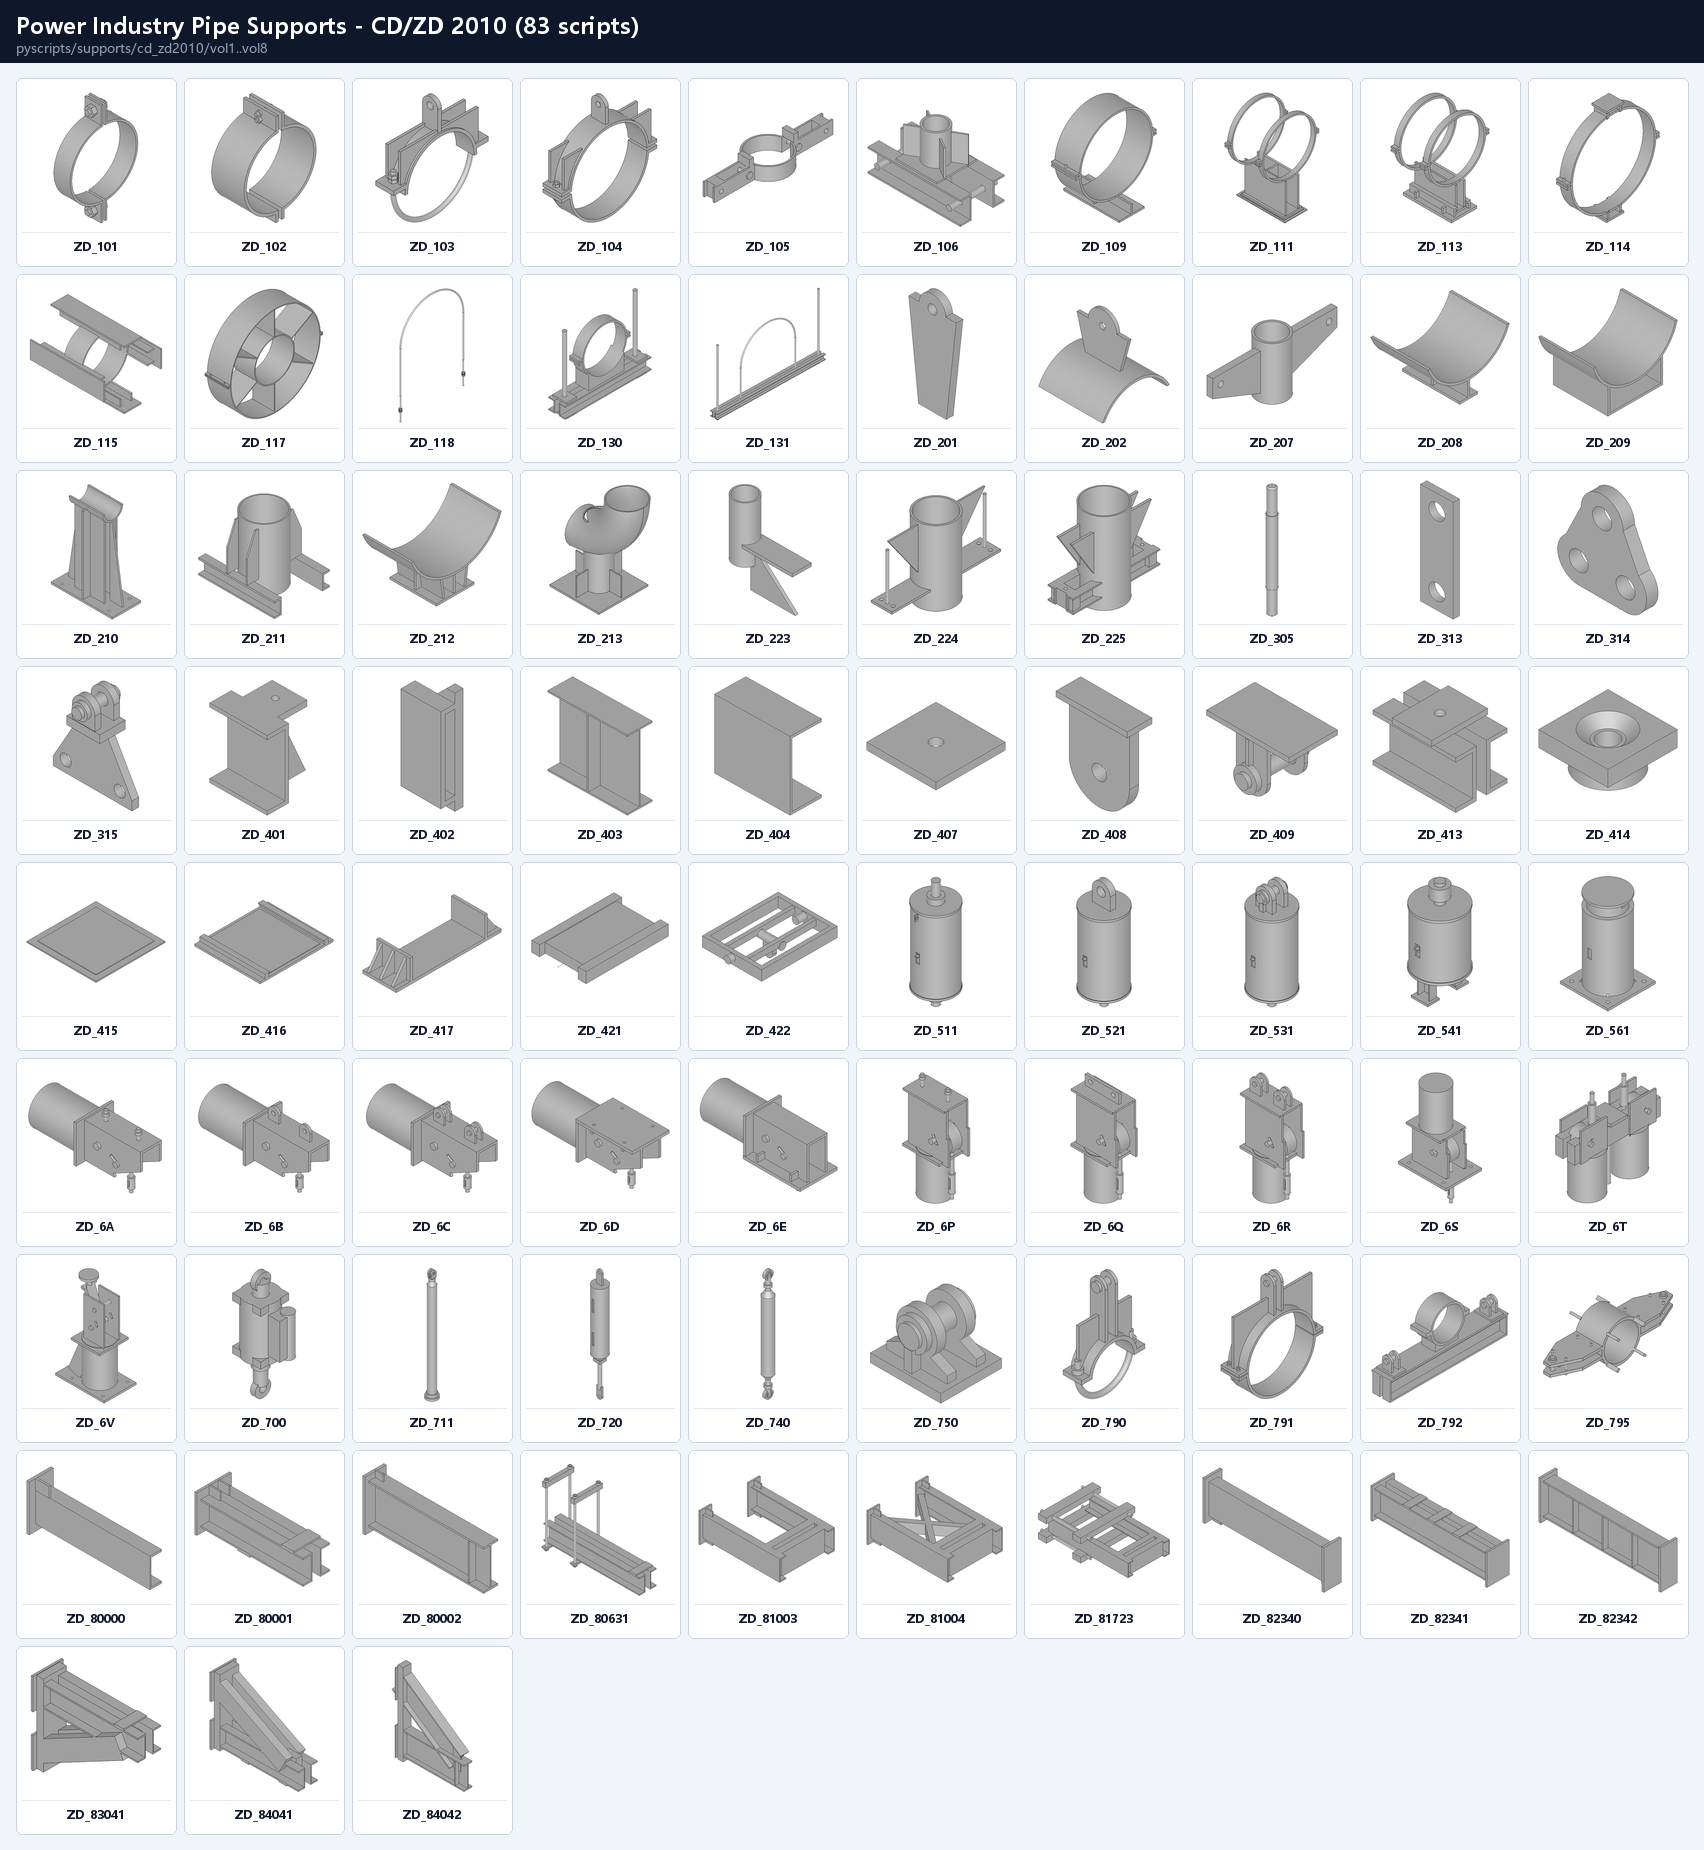 Power Industry Pipe Supports - CD/ZD 2010 (83 scripts)
pyscripts/supports/cd_zd2010/vol1..vol8
ZD_101 ZD_102 ZD_103 ZD_104 ZD_105 ZD_106 ZD_109 ZD_111 ZD_113 ZD_114
ZD_115 ZD_117 ZD_118 ZD_130 ZD_131 ZD_201 ZD_202 ZD_207 ZD_208 ZD_209
ZD_210 ZD_211 ZD_212 ZD_213 ZD_223 ZD_224 ZD_225 ZD_305 ZD_313 ZD_314
ZD_315 ZD_401 ZD_402 ZD_403 ZD_404 ZD_407 ZD_408 ZD_409 ZD_413 ZD_414
ZD_415 ZD_416 ZD_417 ZD_421 ZD_422 ZD_511 ZD_521 ZD_531 ZD_541 ZD_561
ZD_6A ZD_6B ZD_6C ZD_6D ZD_6E ZD_6P ZD_6Q ZD_6R ZD_6S ZD_6T
ZD_6V ZD_700 ZD_711 ZD_720 ZD_740 ZD_750 ZD_790 ZD_791 ZD_792 ZD_795
ZD_80000 ZD_80001 ZD_80002 ZD_80631 ZD_81003 ZD_81004 ZD_81723 ZD_82340 ZD_82341 ZD_82342
ZD_83041 ZD_84041 ZD_84042